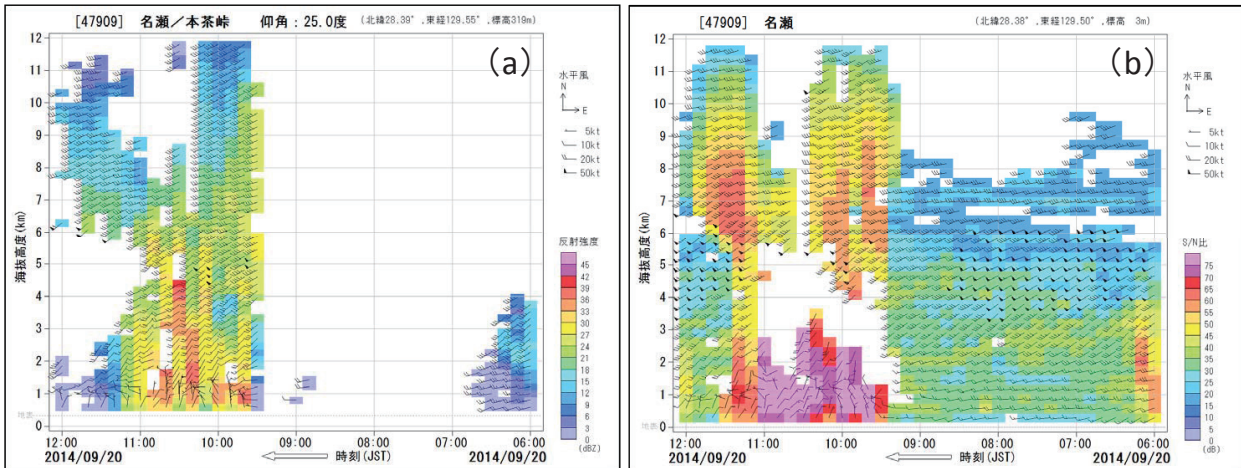 [47909] 名瀬／本茶峠 仰角：25.0度 (北緯28.39°,東経129.55°,標高319m)
(a)
海抜高度(km)
12
11
10
9
8
7
6
5
4
3
2
1
0
地表
12:00 11:00 10:00 09:00 08:00 07:00 06:00
2014/09/20 時刻(JST) 2014/09/20
水平風
N
E
5kt
10kt
20kt
50kt
反射強度
45
42
39
36
33
30
27
24
21
18
15
12
9
6
3
0
(dBZ)
[47909] 名瀬 (北緯28.38°,東経129.50°,標高 3m)
(b)
海抜高度(km)
12
11
10
9
8
7
6
5
4
3
2
1
0
地表
12:00 11:00 10:00 09:00 08:00 07:00 06:00
2014/09/20 時刻(JST) 2014/09/20
水平風
N
E
5kt
10kt
20kt
50kt
S/N比
75
70
65
60
55
50
45
40
35
30
25
20
15
10
5
0
(dB)